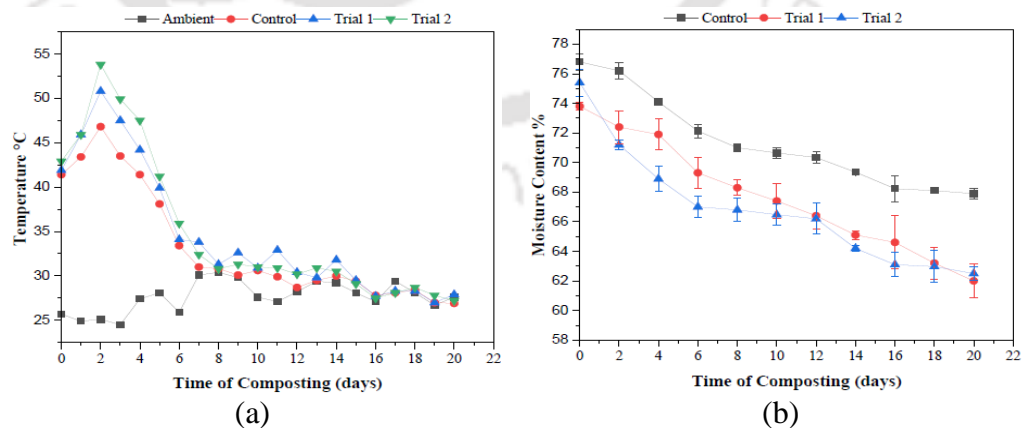 Ambient Control Trial 1 Trial 2
55
50
45
40
35
30
25
Temperature °C
0 2 4 6 8 10 12 14 16 18 20 22
Time of Composting (days)
(a)
Control Trial 1 Trial 2
78
76
74
72
70
68
66
64
62
60
58
Moisture Content %
0 2 4 6 8 10 12 14 16 18 20 22
Time of Composting (days)
(b)